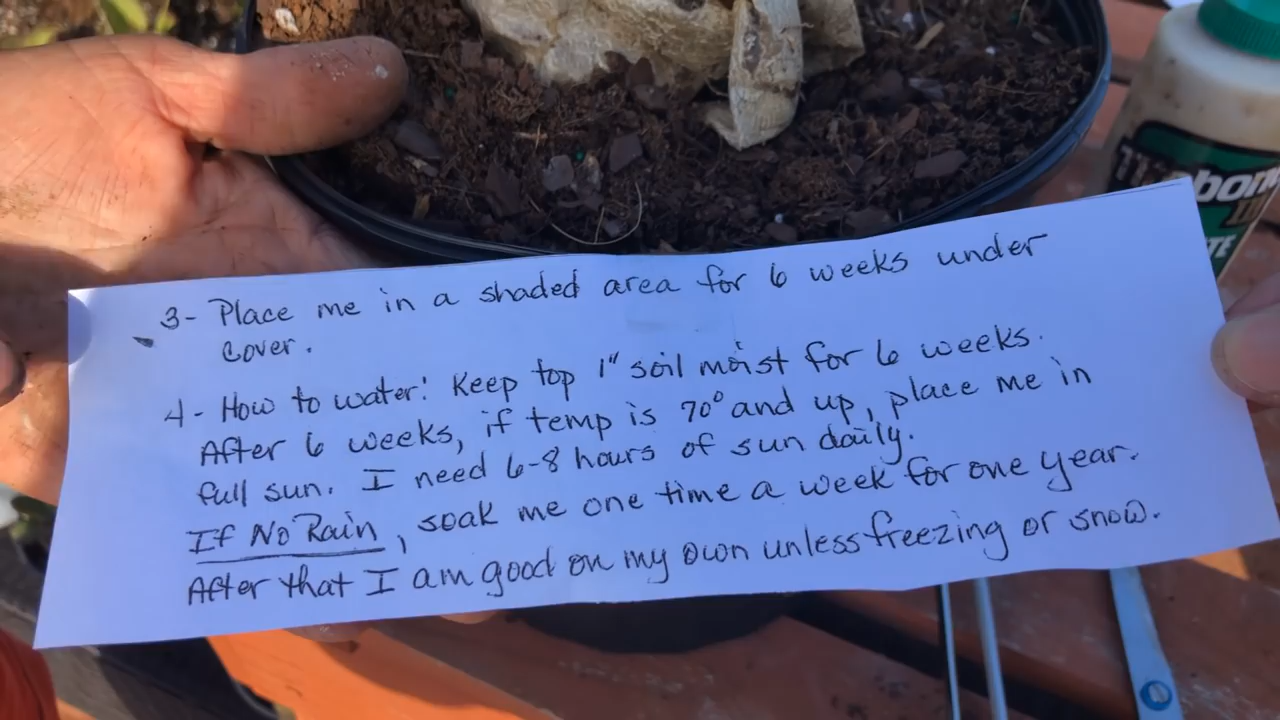 3- Place me in a shaded area for 6 weeks under
cover.
4- How to water: Keep top 1" soil moist for 6 weeks.
After 6 weeks, if temp is 70° and up, place me in
full sun. I need 6-8 hours of sun daily.
If No Rain, soak me one time a week for one year.
After that I am good on my own unless freezing or snow.